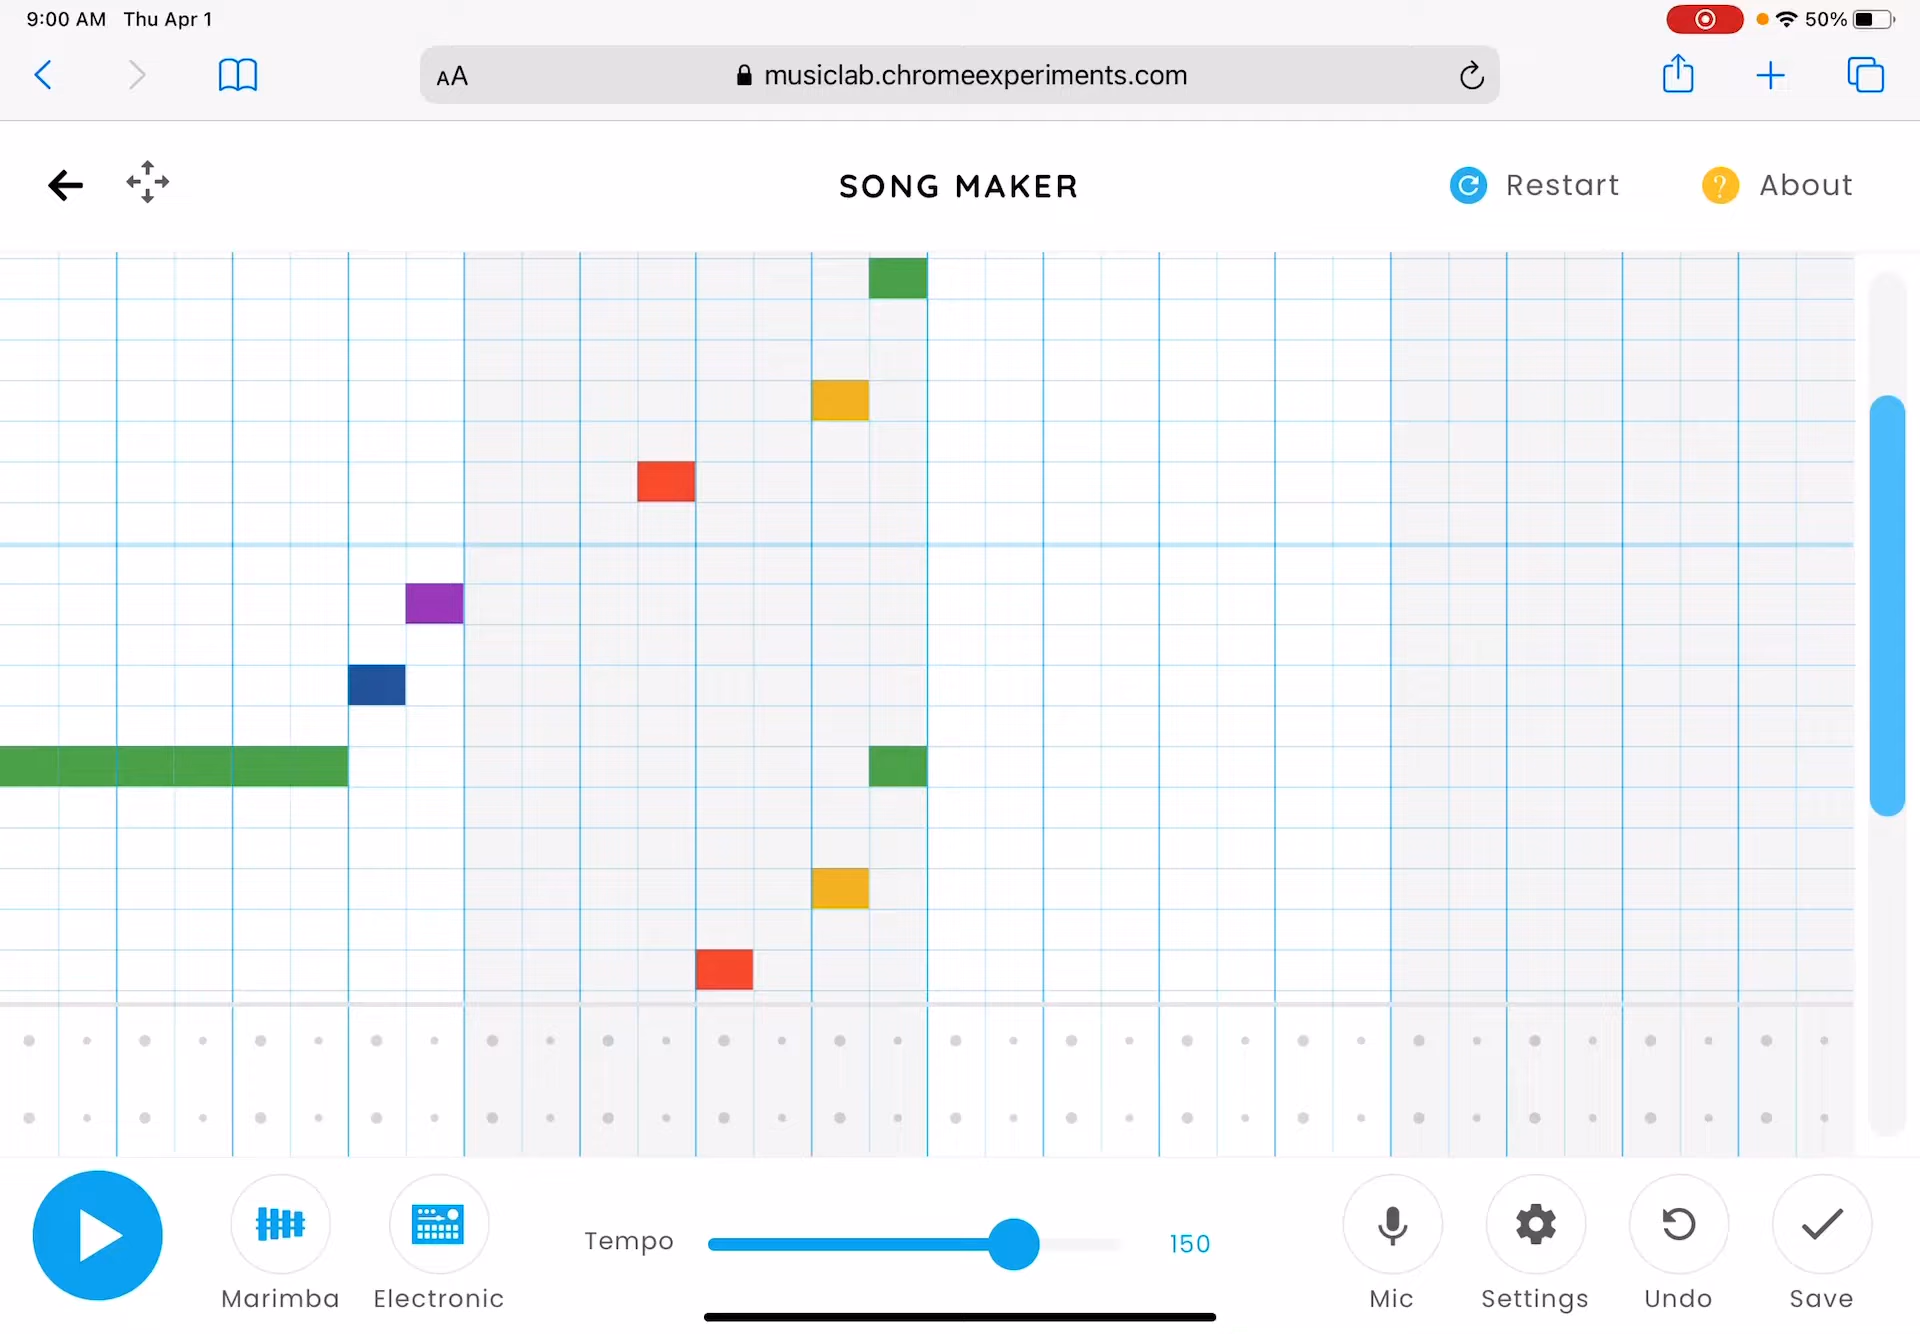 9:00 AM Thu Apr 1
50%
AA
musiclab.chromeexperiments.com
SONG MAKER
Restart
? About
Tempo
150
Marimba
Electronic
Mic
Settings
Undo
Save